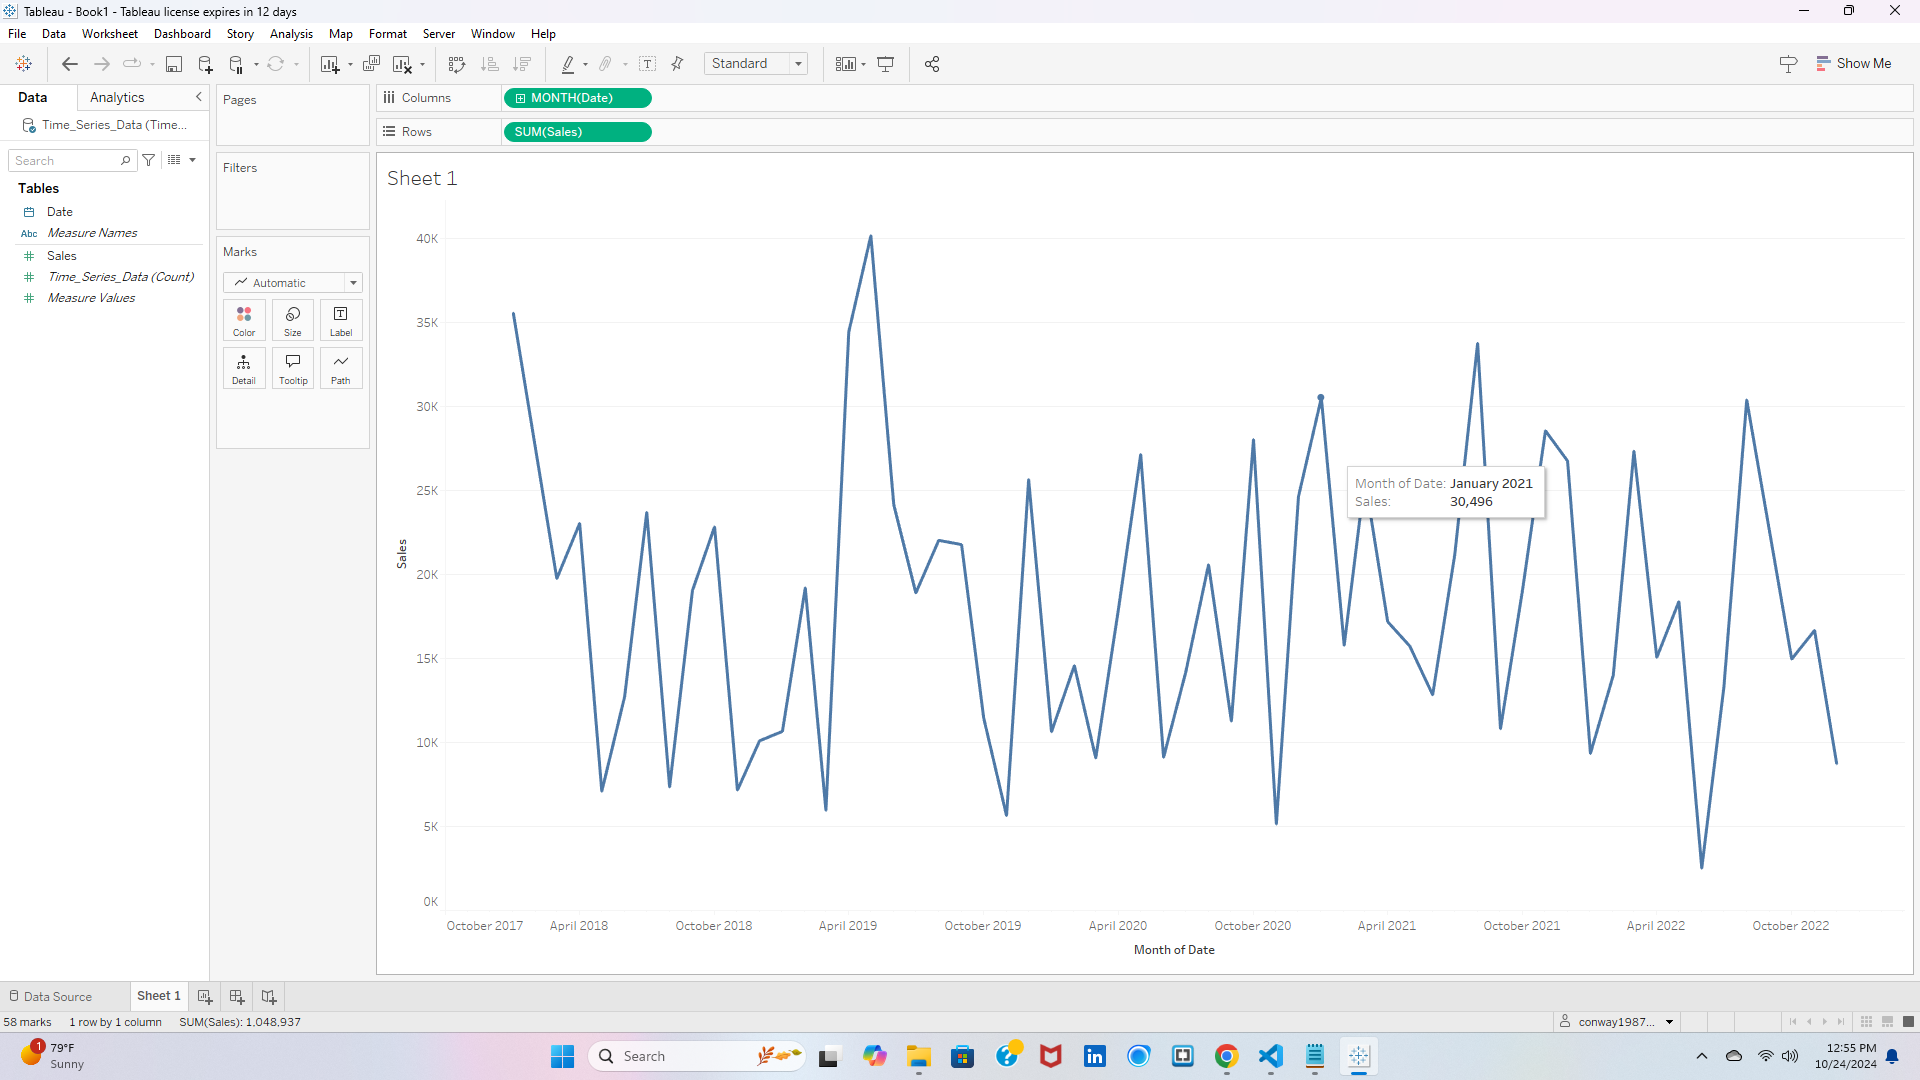 Tableau - Book1 - Tableau license expires in 12 days
File Data Worksheet Dashboard Story Analysis Map Format Server Window Help
Standard
Show Me
Data Analytics
Time_Series_Data (Time...
Search
Tables
Date
Abc Measure Names
Sales
Time_Series_Data (Count)
Measure Values
Pages
Filters
Marks
Automatic
Color Size Label
Detail Tooltip Path
Columns MONTH(Date)
Rows SUM(Sales)
Sheet 1
40K
35K
30K
25K
20K
15K
10K
5K
0K
Sales
Month of Date: January 2021
Sales: 30,496
October 2017 April 2018 October 2018 April 2019 October 2019 April 2020 October 2020 April 2021 October 2021 April 2022 October 2022
Month of Date
Data Source Sheet 1
58 marks 1 row by 1 column SUM(Sales): 1,048,937
conway1987...
1
79°F
Sunny
Search
12:55 PM
10/24/2024